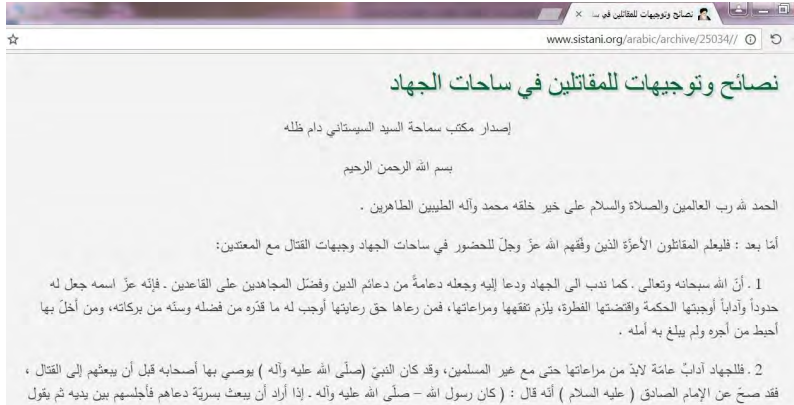 نصائح وتوجيهات للمقاتلين في سا
www.sistani.org/arabic/archive/25034//
نصائح وتوجيهات للمقاتلين في ساحات الجهاد
إصدار مكتب سماحة السيد السيستاني دام ظله
بسم الله الرحمن الرحيم
الحمد لله رب العالمين والصلاة والسلام على خير خلقه محمد وآله الطيبين الطاهرين .
أمّا بعد : فليعلم المقاتلون الأعزّة الذين وفّقهم الله عزّ وجلّ للحضور في ساحات الجهاد وجبهات القتال مع المعتدين:
1 . أنّ الله سبحانه وتعالى . كما ندب الى الجهاد ودعا إليه وجعله دعامةً من دعائم الدين وفضّل المجاهدين على القاعدين . فإنّه عزّ اسمه جعل له
حدوداً وآداباً أوجبتها الحكمة واقتضتها الفطرة، يلزم تفقهها ومراعاتها، فمن رعاها حق رعايتها أوجب له ما قدّره من فضله وسنّه من بركاته، ومن أخلّ بها
أحبط من أجره ولم يبلغ به أمله .
2 . فللجهاد آدابٌ عامّة لابدّ من مراعاتها حتى مع غير المسلمين، وقد كان النبيّ (صلّى الله عليه وآله ) يوصي بها أصحابه قبل أن يبعثهم إلى القتال ،
فقد صحّ عن الإمام الصادق ( عليه السلام ) أنّه قال : ( كان رسول الله – صلّى الله عليه وآله . إذا أراد أن يبعث بسريّة دعاهم فأجلسهم بين يديه ثم يقول